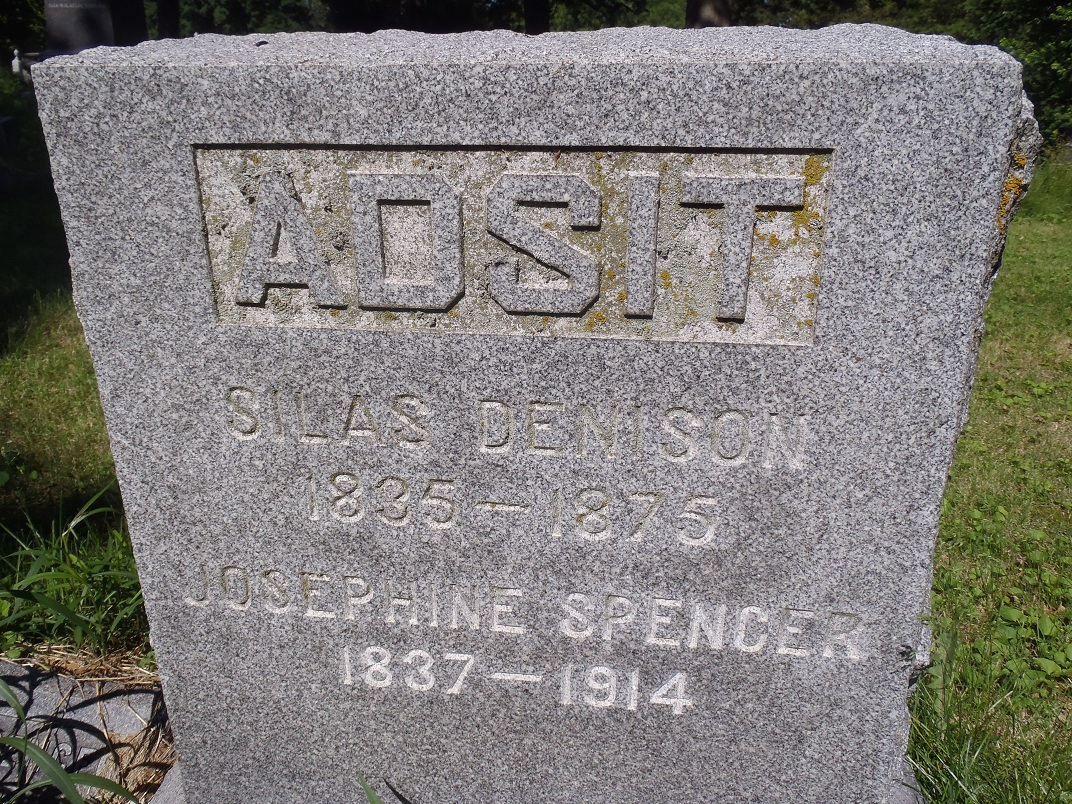 ADSIT
SILAS DENISON
1835—1875
JOSEPHINE SPENCER
1837—1914